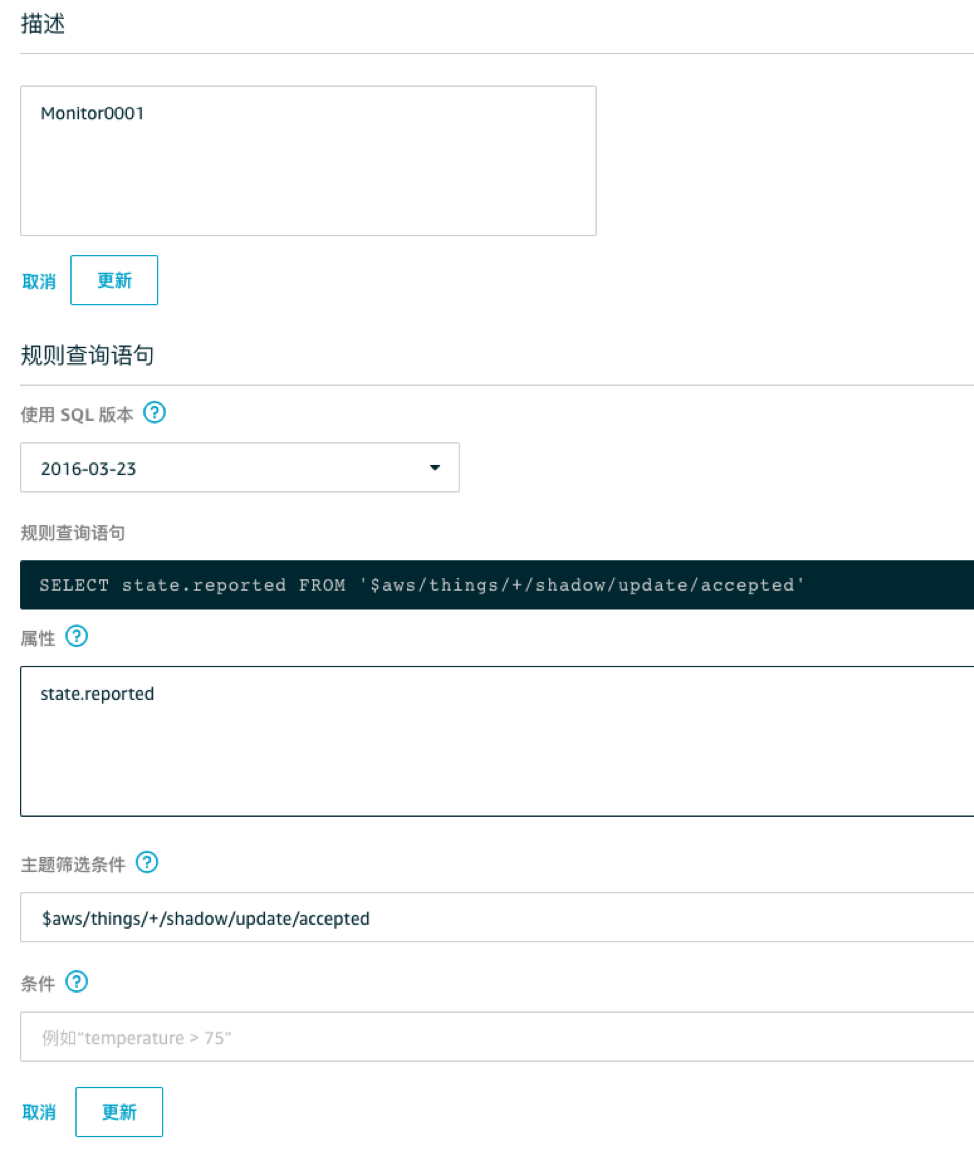 描述
Monitor0001
取消 更新
规则查询语句
使用 SQL 版本 ?
2016-03-23
规则查询语句
SELECT state.reported FROM '$aws/things/+/shadow/update/accepted'
属性 ?
state.reported
主题筛选条件 ?
$aws/things/+/shadow/update/accepted
条件 ?
例如“temperature > 75”
取消 更新